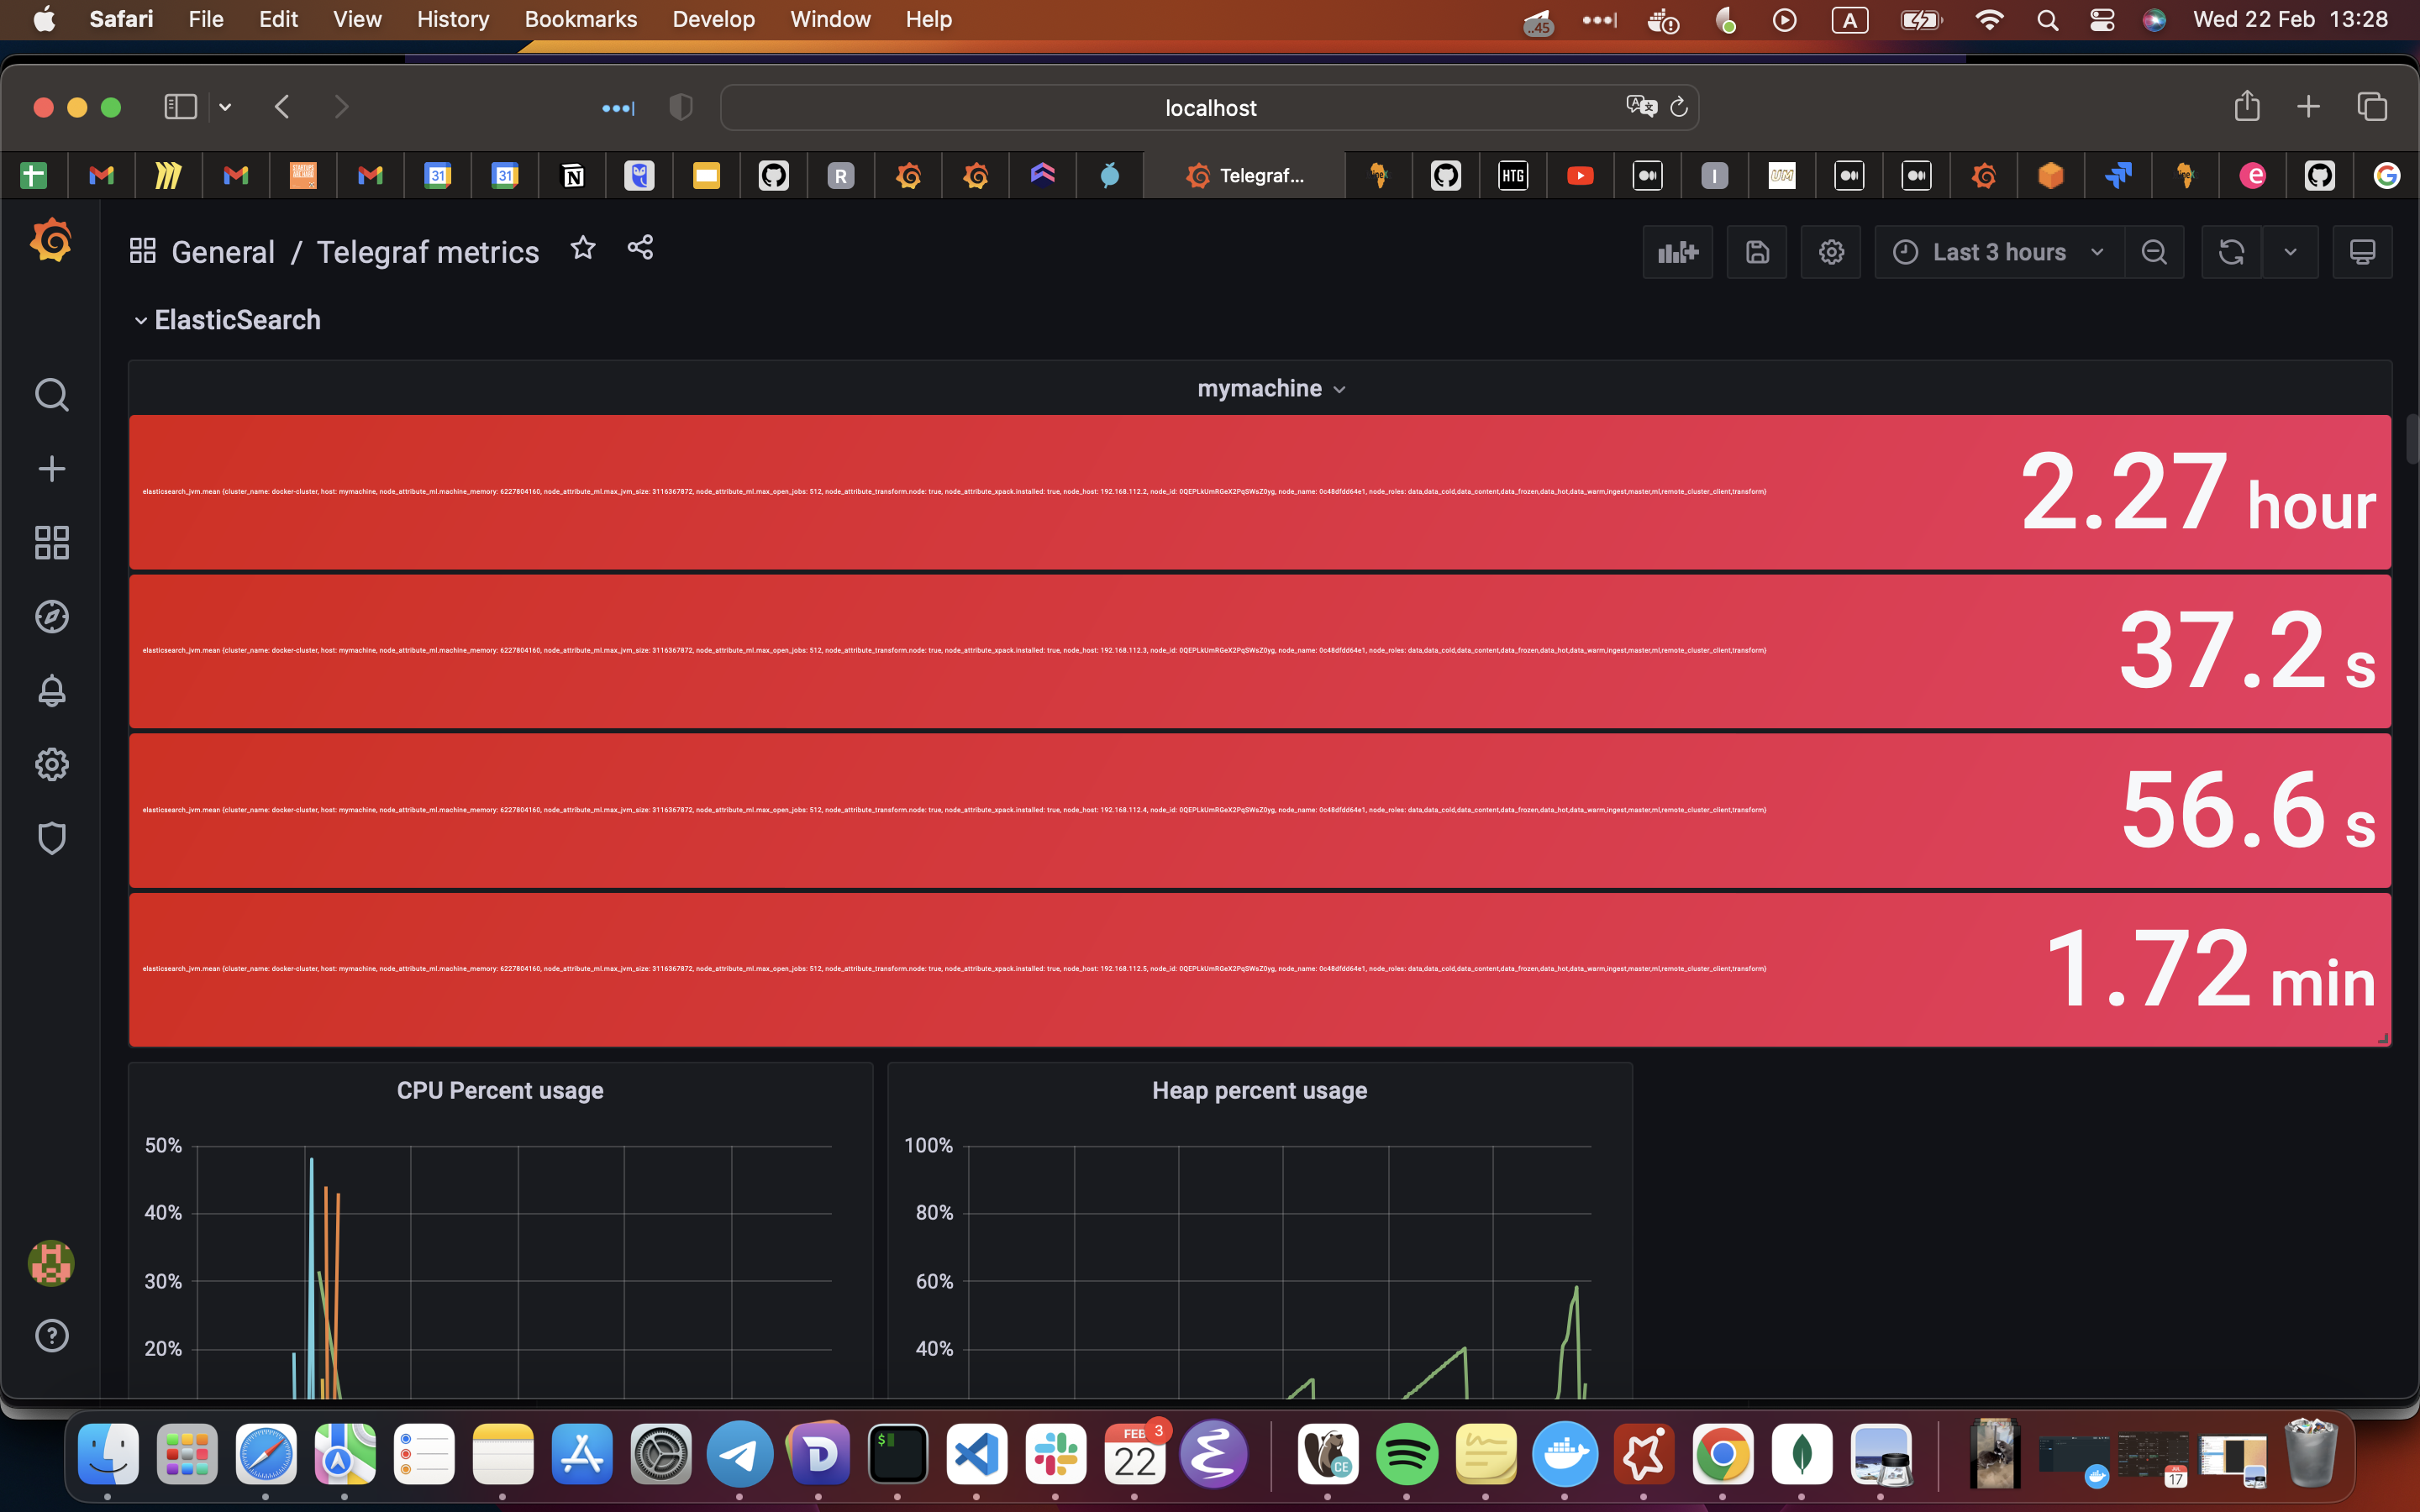 Safari File Edit View History Bookmarks Develop Window Help ..45 A Wed 22 Feb 13:28
localhost
31 31 N R Telegraf... HTG I UM e G
General / Telegraf metrics Last 3 hours
ElasticSearch
mymachine
elasticsearch_jvm.mean {cluster_name: docker-cluster, host: mymachine, node_attribute_ml.machine_memory: 6227804160, node_attribute_ml.max_jvm_size: 3116367872, node_attribute_ml.max_open_jobs: 512, node_attribute_transform.node: true, node_attribute_xpack.installed: true, node_host: 192.168.112.2, node_id: 0QEPLkUmRGeX2PqSWsZ0yg, node_name: 0c48dfdd64e1, node_roles: data,data_cold,data_content,data_frozen,data_hot,data_warm,ingest,master,ml,remote_cluster_client,transform}
2.27 hour
elasticsearch_jvm.mean {cluster_name: docker-cluster, host: mymachine, node_attribute_ml.machine_memory: 6227804160, node_attribute_ml.max_jvm_size: 3116367872, node_attribute_ml.max_open_jobs: 512, node_attribute_transform.node: true, node_attribute_xpack.installed: true, node_host: 192.168.112.3, node_id: 0QEPLkUmRGeX2PqSWsZ0yg, node_name: 0c48dfdd64e1, node_roles: data,data_cold,data_content,data_frozen,data_hot,data_warm,ingest,master,ml,remote_cluster_client,transform}
37.2 s
elasticsearch_jvm.mean {cluster_name: docker-cluster, host: mymachine, node_attribute_ml.machine_memory: 6227804160, node_attribute_ml.max_jvm_size: 3116367872, node_attribute_ml.max_open_jobs: 512, node_attribute_transform.node: true, node_attribute_xpack.installed: true, node_host: 192.168.112.4, node_id: 0QEPLkUmRGeX2PqSWsZ0yg, node_name: 0c48dfdd64e1, node_roles: data,data_cold,data_content,data_frozen,data_hot,data_warm,ingest,master,ml,remote_cluster_client,transform}
56.6 s
elasticsearch_jvm.mean {cluster_name: docker-cluster, host: mymachine, node_attribute_ml.machine_memory: 6227804160, node_attribute_ml.max_jvm_size: 3116367872, node_attribute_ml.max_open_jobs: 512, node_attribute_transform.node: true, node_attribute_xpack.installed: true, node_host: 192.168.112.5, node_id: 0QEPLkUmRGeX2PqSWsZ0yg, node_name: 0c48dfdd64e1, node_roles: data,data_cold,data_content,data_frozen,data_hot,data_warm,ingest,master,ml,remote_cluster_client,transform}
1.72 min
CPU Percent usage
50%
40%
30%
20%
Heap percent usage
100%
80%
60%
40%
FEB 3
22
CE
17